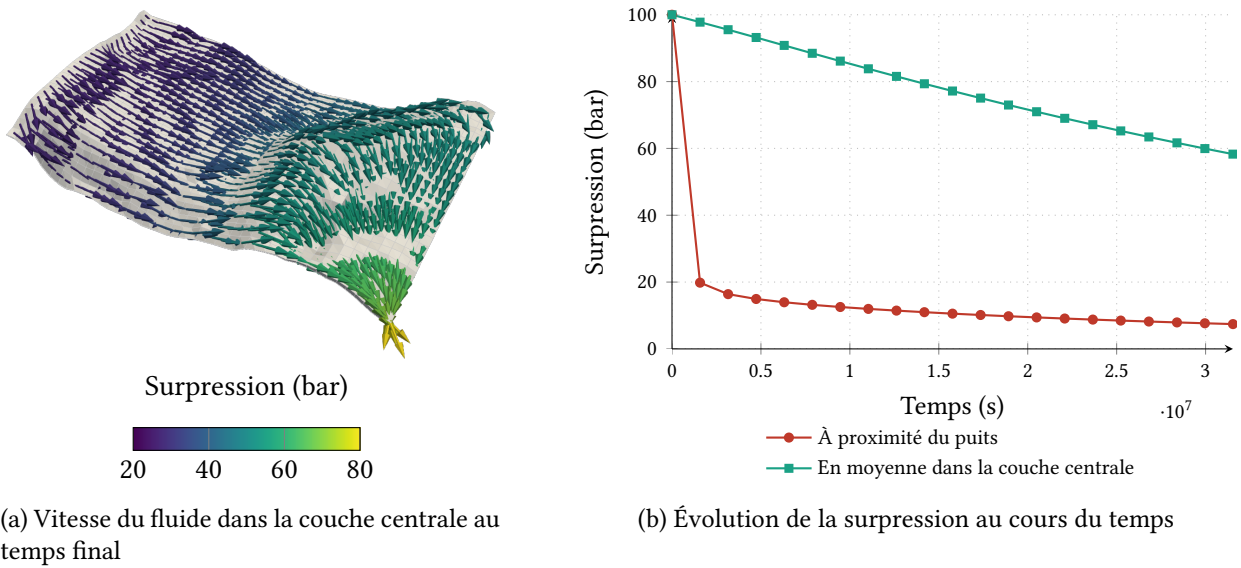 Surpression (bar)
20 40 60 80
(a) Vitesse du fluide dans la couche centrale au
temps final
100
80
60
40
20
0
Surpression (bar)
0 0.5 1 1.5 2 2.5 3
Temps (s)
·10⁷
À proximité du puits
En moyenne dans la couche centrale
(b) Évolution de la surpression au cours du temps